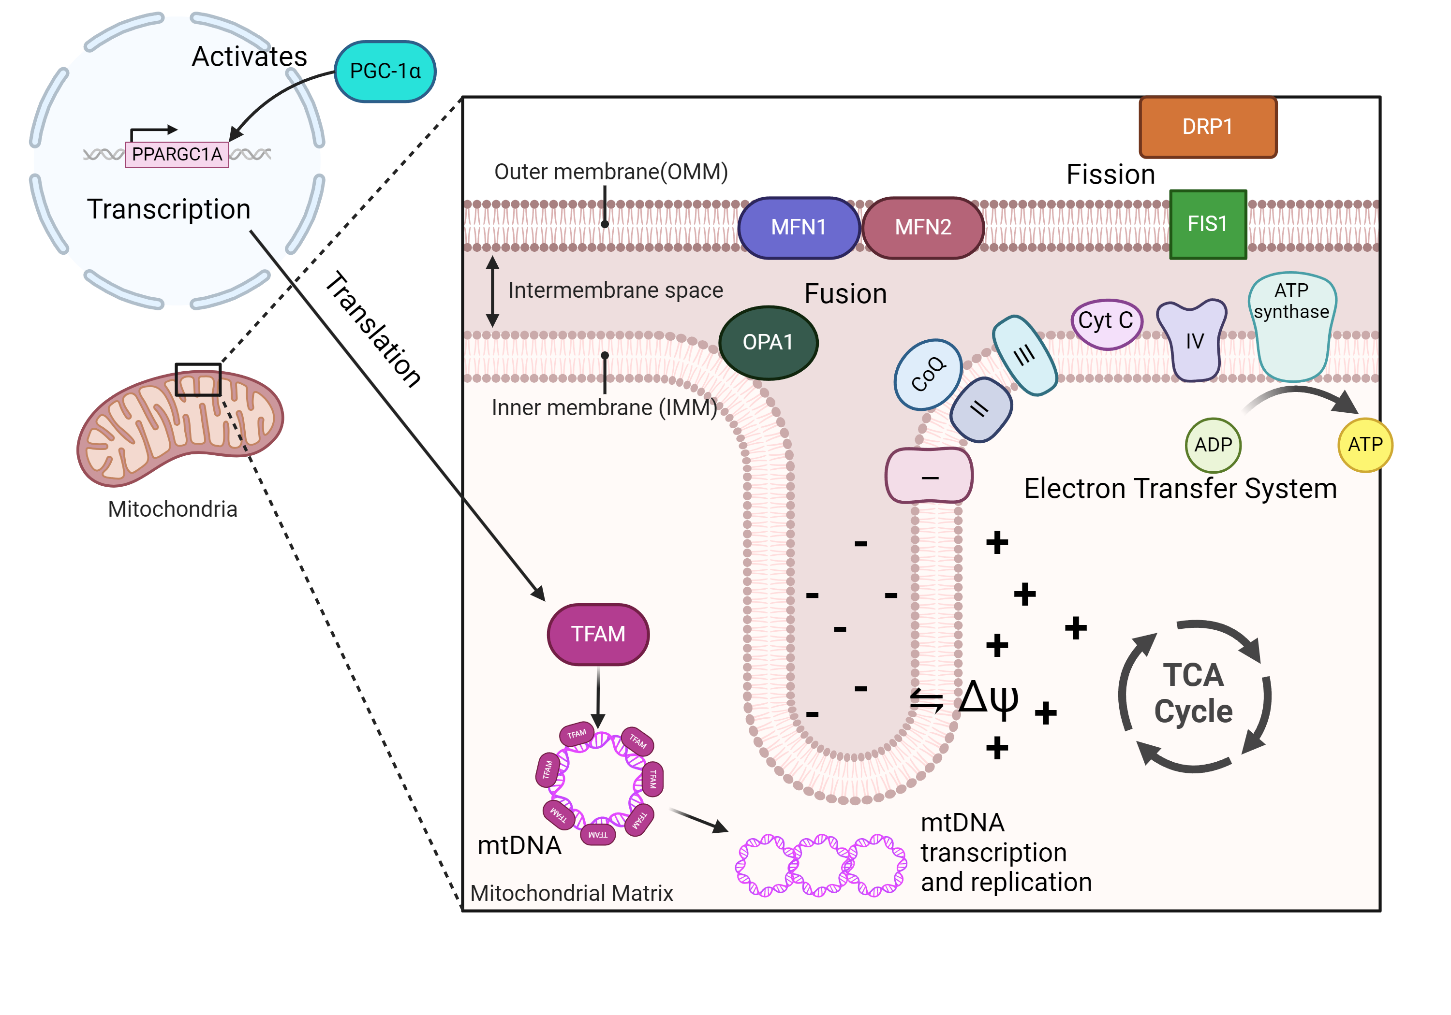 Activates
PGC-1α
PPARGC1A
Transcription
Translation
Mitochondria
DRP1
Fission
Outer membrane(OMM)
MFN1
MFN2
FIS1
Intermembrane space
Fusion
OPA1
Inner membrane (IMM)
CoQ
II
III
I
Cyt C
IV
ATP
synthase
ADP
ATP
Electron Transfer System
-
-
-
-
-
-
+
+
+
+
+
+
⇋ Δψ
TCA
Cycle
TFAM
TFAM
TFAM
TFAM
TFAM
TFAM
TFAM
TFAM
mtDNA
mtDNA
transcription
and replication
Mitochondrial Matrix